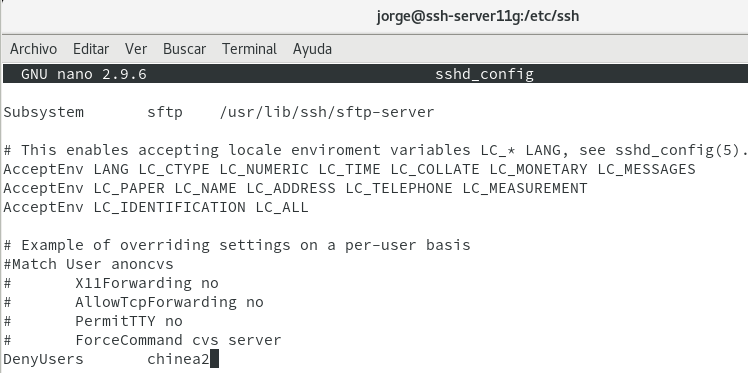 jorge@ssh-server11g:/etc/ssh
Archivo Editar Ver Buscar Terminal Ayuda
GNU nano 2.9.6 sshd_config
Subsystem sftp /usr/lib/ssh/sftp-server
# This enables accepting locale enviroment variables LC_* LANG, see sshd_config(5).
AcceptEnv LANG LC_CTYPE LC_NUMERIC LC_TIME LC_COLLATE LC_MONETARY LC_MESSAGES
AcceptEnv LC_PAPER LC_NAME LC_ADDRESS LC_TELEPHONE LC_MEASUREMENT
AcceptEnv LC_IDENTIFICATION LC_ALL
# Example of overriding settings on a per-user basis
#Match User anoncvs
# X11Forwarding no
# AllowTcpForwarding no
# PermitTTY no
# ForceCommand cvs server
DenyUsers chinea2